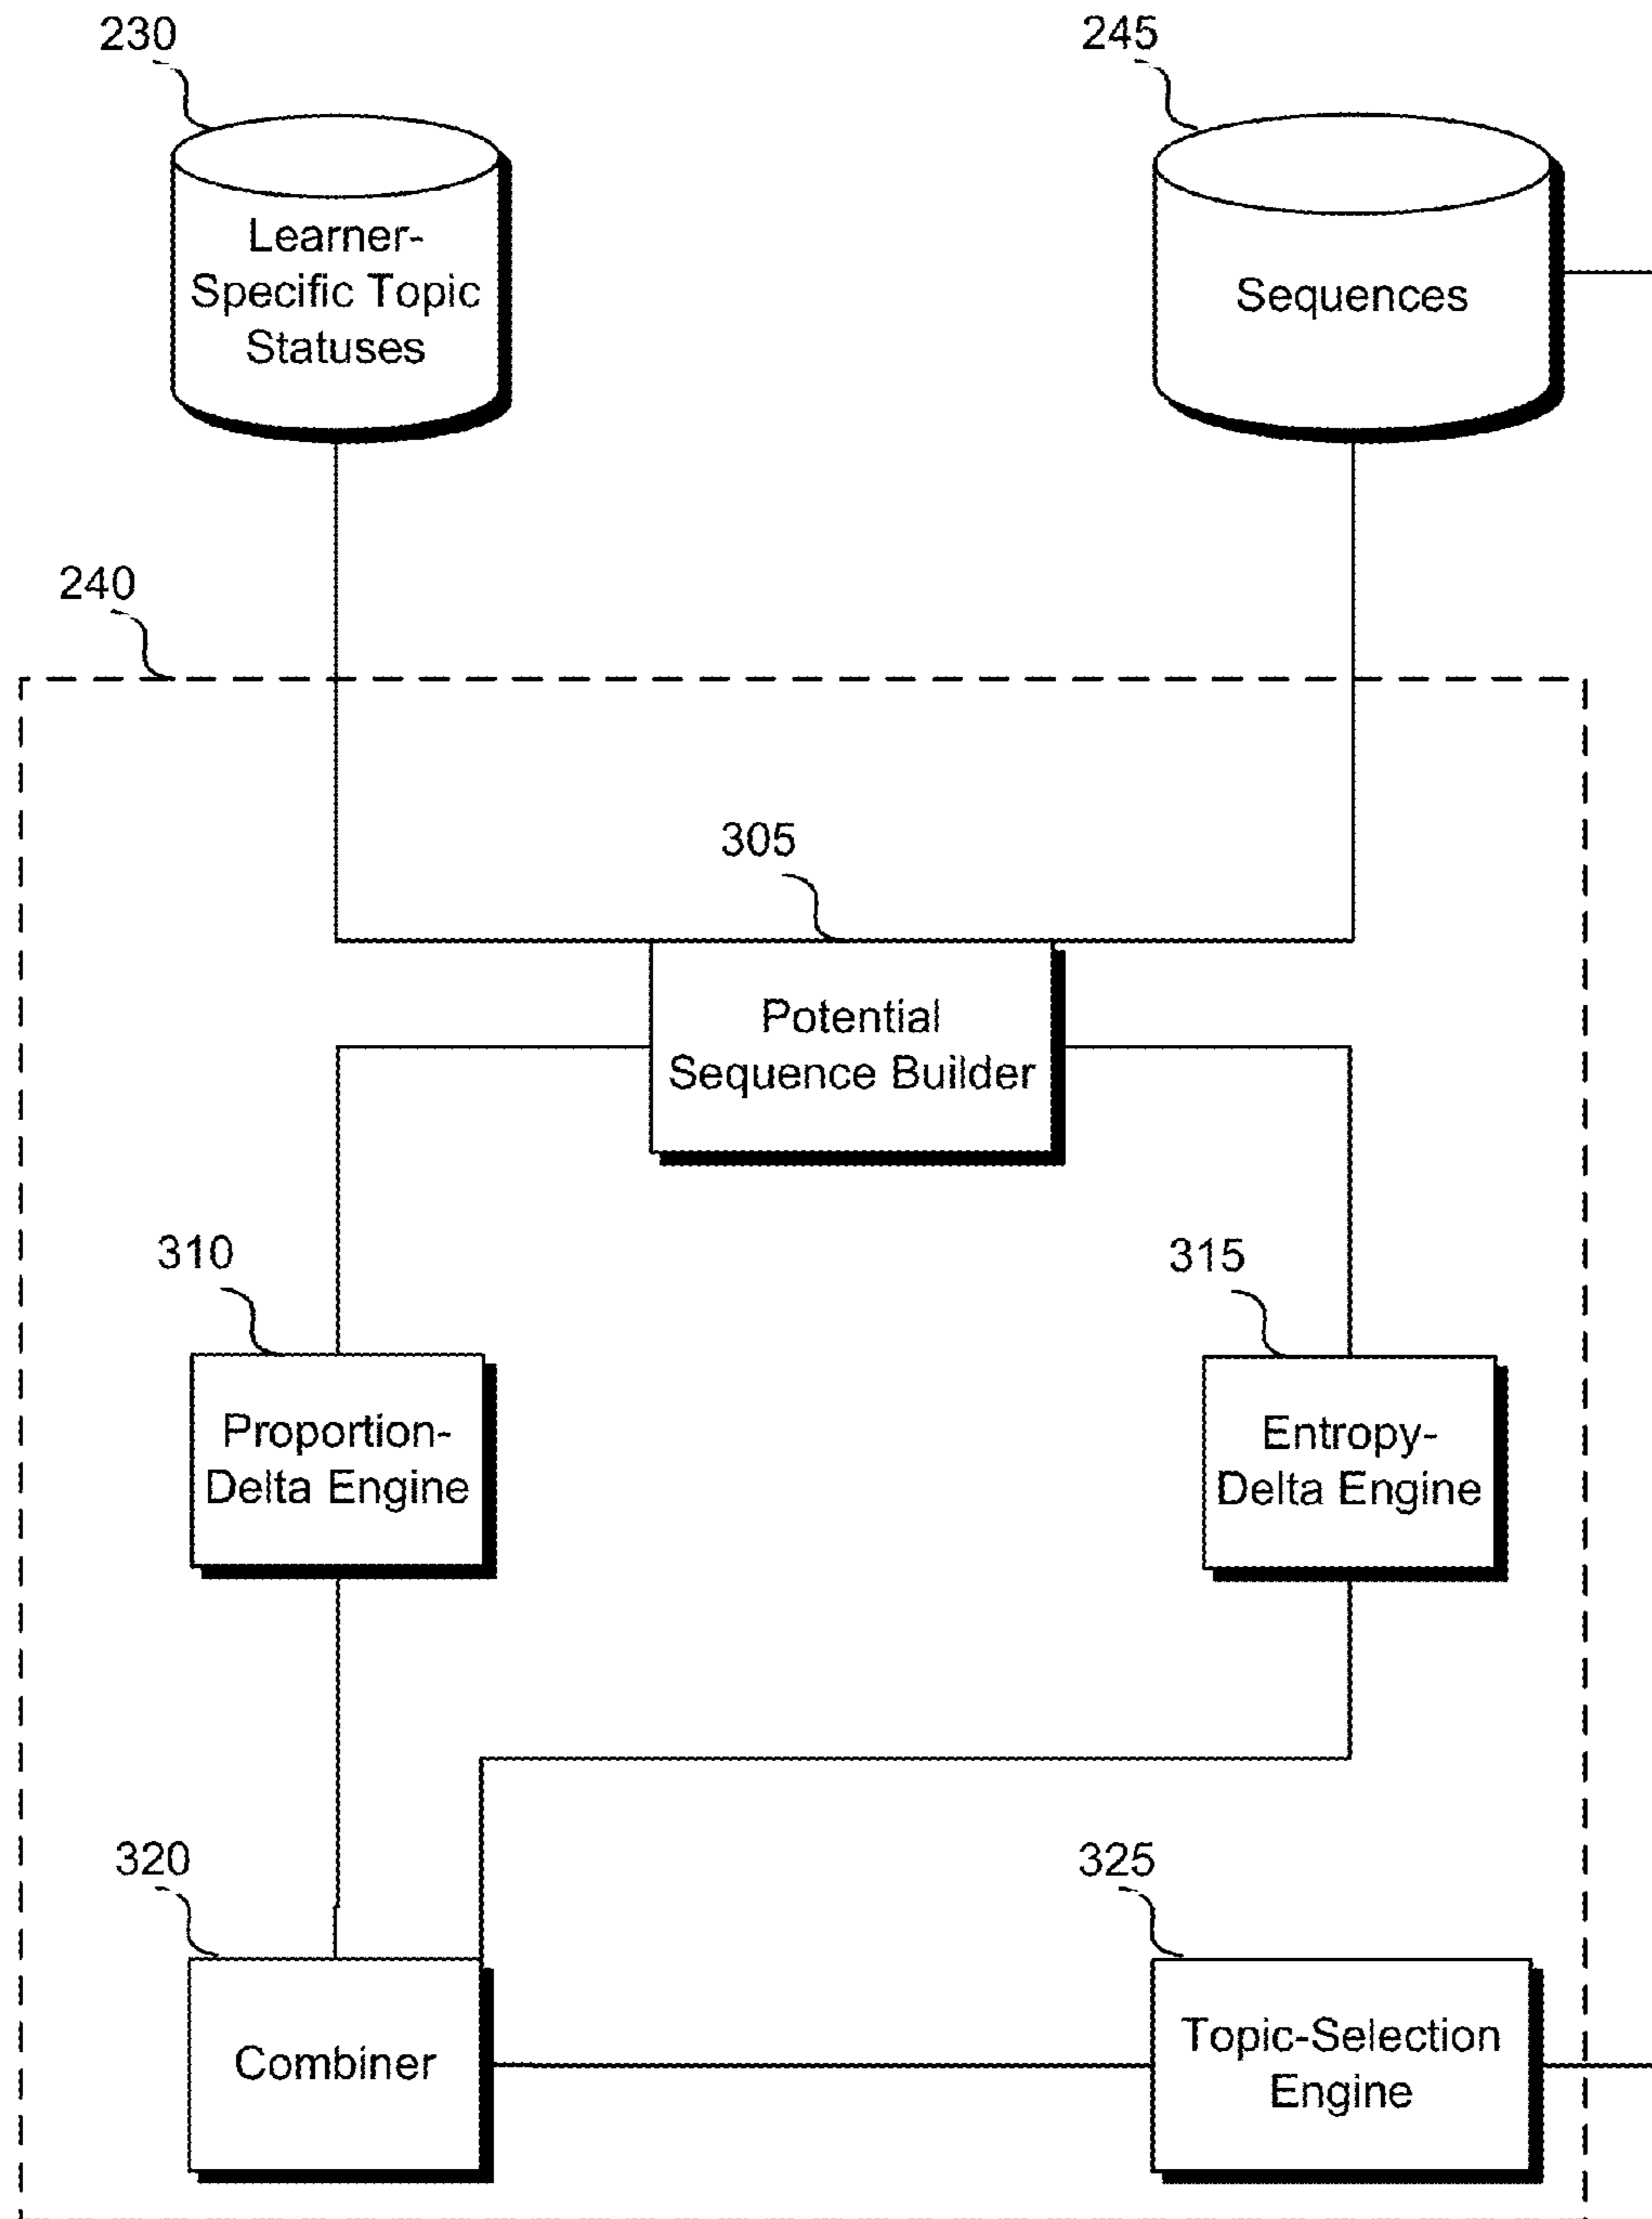 230
245
Learner-
Specific Topic
Statuses
Sequences
240
305
Potential
Sequence Builder
310
315
Proportion-
Delta Engine
Entropy-
Delta Engine
320
325
Combiner
Topic-Selection
Engine